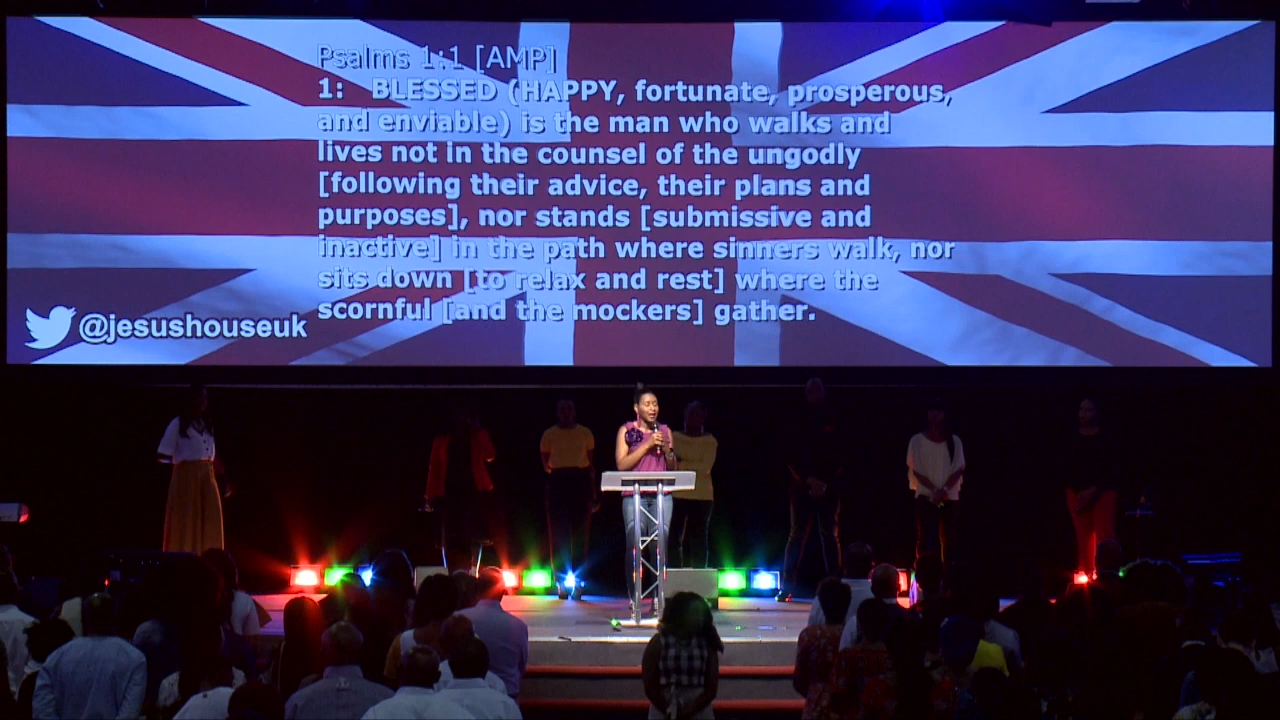 Psalms 1:1 [AMP]
1: BLESSED (HAPPY, fortunate, prosperous,
and enviable) is the man who walks and
lives not in the counsel of the ungodly
[following their advice, their plans and
purposes], nor stands [submissive and
inactive] in the path where sinners walk, nor
sits down [to relax and rest] where the
scornful [and the mockers] gather.
@jesushouseuk